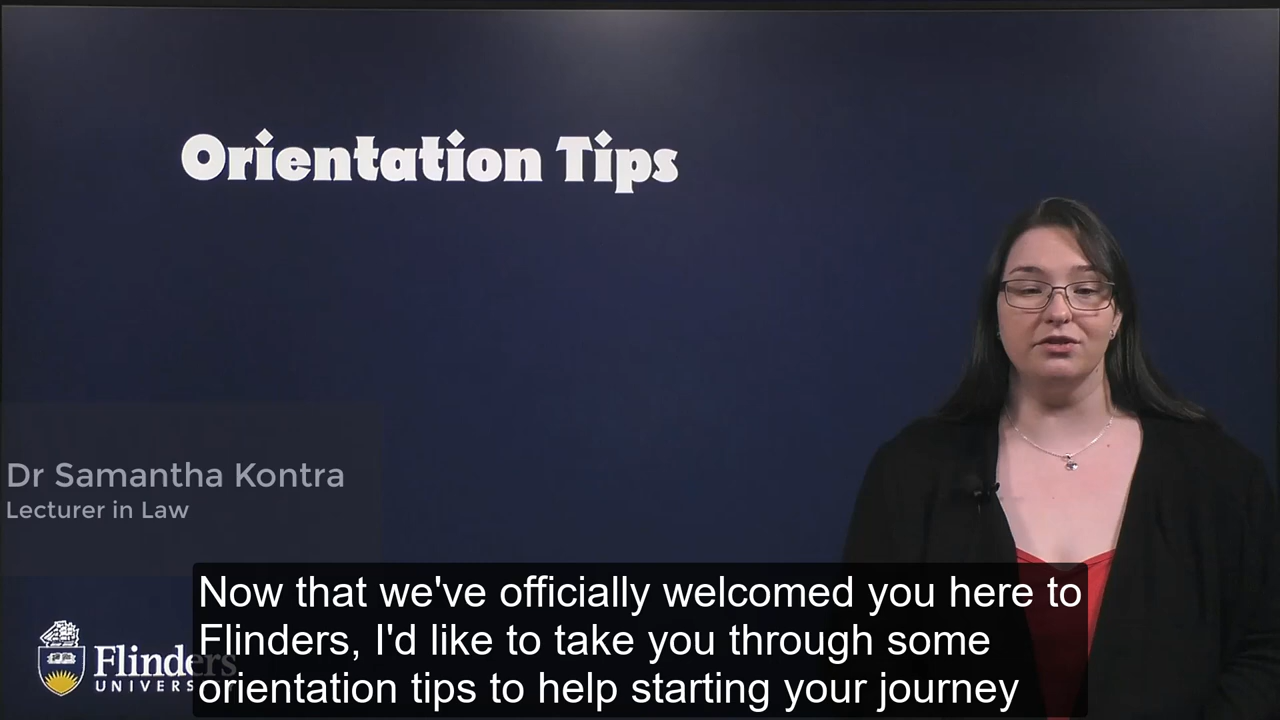 Orientation Tips
Dr Samantha Kontra
Lecturer in Law
Now that we've officially welcomed you here to
Flinders, I'd like to take you through some
orientation tips to help starting your journey
Flinders
UNIVERSITY